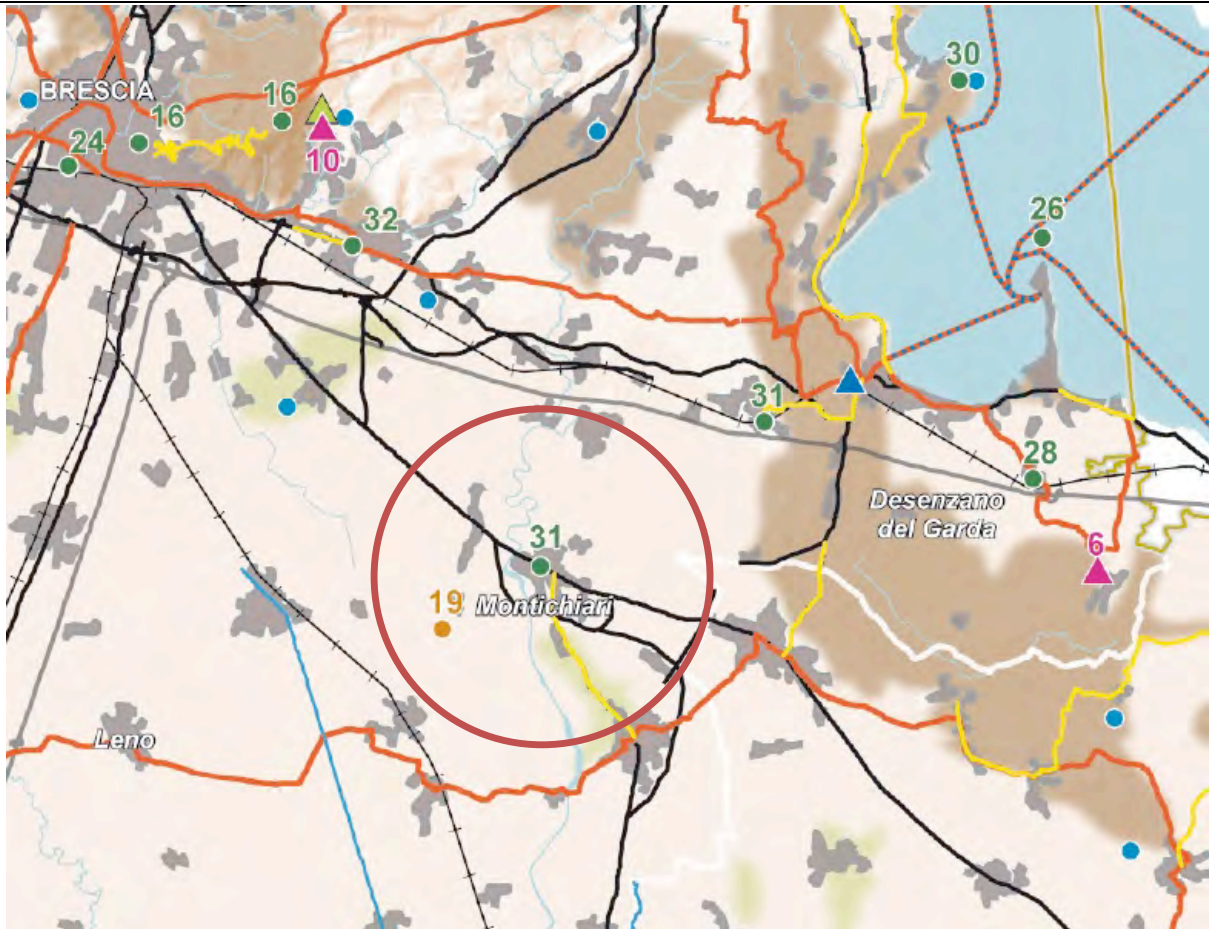 30
BRESCIA
16
16
24
10
32
26
31
28
Desenzano
del Garda
31
6
19
Montichiari
Leno